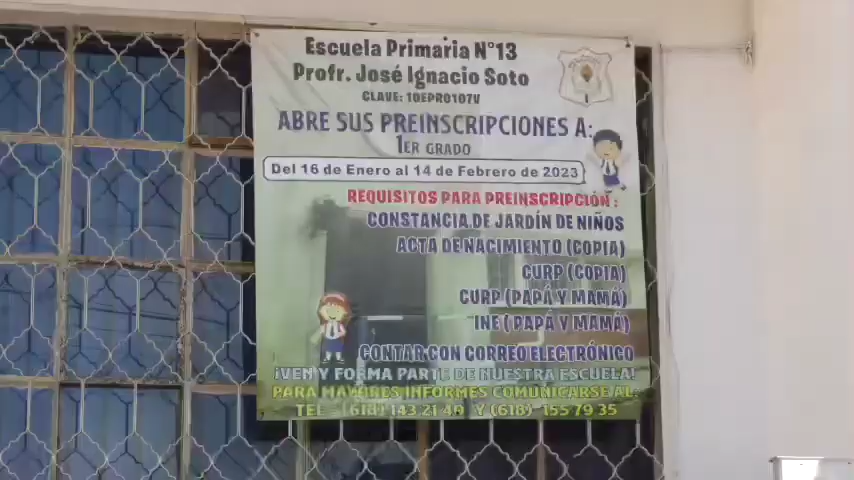 Escuela Primaria N°13
Profr. José Ignacio Soto
CLAVE: 10EPR0107V
ABRE SUS PREINSCRIPCIONES A:
1ER GRADO
Del 16 de Enero al 14 de Febrero de 2023
REQUISITOS PARA PREINSCRIPCIÓN :
CONSTANCIA DE JARDÍN DE NIÑOS
ACTA DE NACIMIENTO (COPIA)
CURP (COPIA)
CURP (PAPÁ Y MAMÁ)
INE ( PAPÁ Y MAMÁ)
CONTAR CON CORREO ELECTRÓNICO
¡VEN Y FORMA PARTE DE NUESTRA ESCUELA!
PARA MAYORES INFORMES COMUNICARSE AL:
TEL - (618) 143 21 40 Y (618) 155 79 35